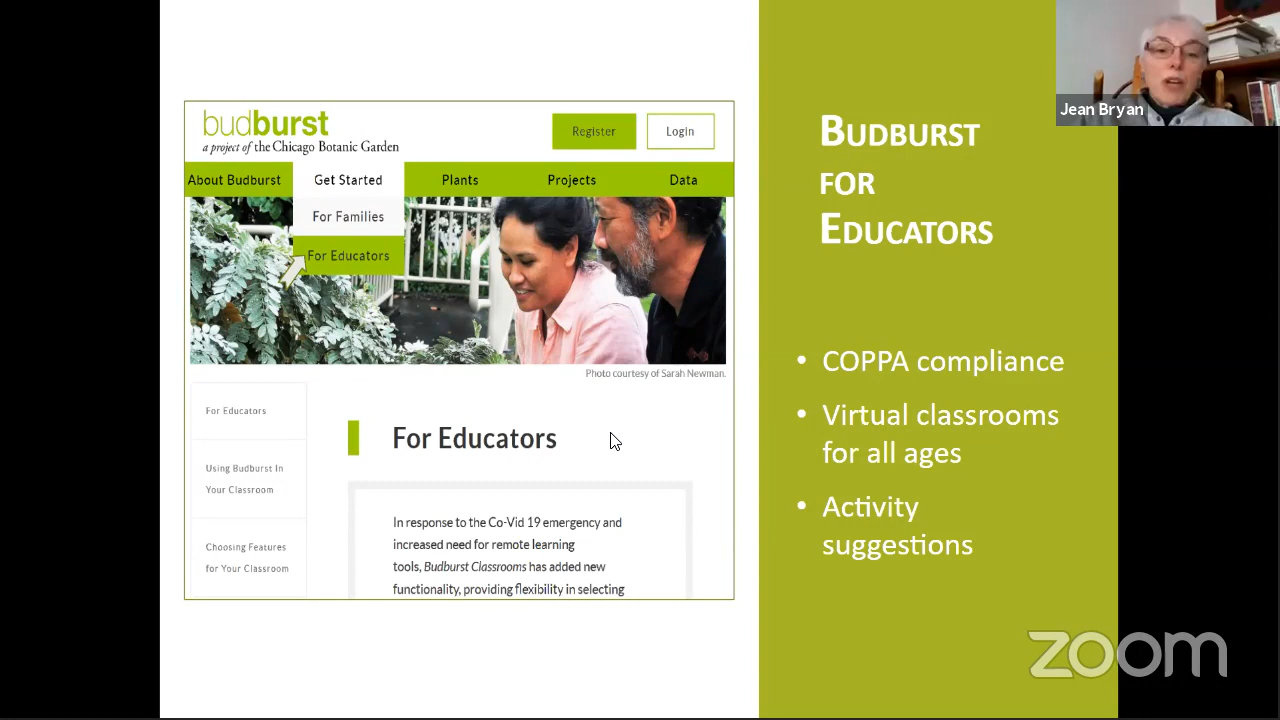 budburst
a project of the Chicago Botanic Garden
Register
Login
About Budburst
Get Started
Plants
Projects
Data
For Families
For Educators
Photo courtesy of Sarah Newman.
For Educators
Using Budburst In
Your Classroom
Choosing Features
for Your Classroom
For Educators
In response to the Co-Vid 19 emergency and
increased need for remote learning
tools, Budburst Classrooms has added new
functionality, providing flexibility in selecting
BUDBURST
FOR
EDUCATORS
• COPPA compliance
• Virtual classrooms
for all ages
• Activity
suggestions
Jean Bryan
zoom